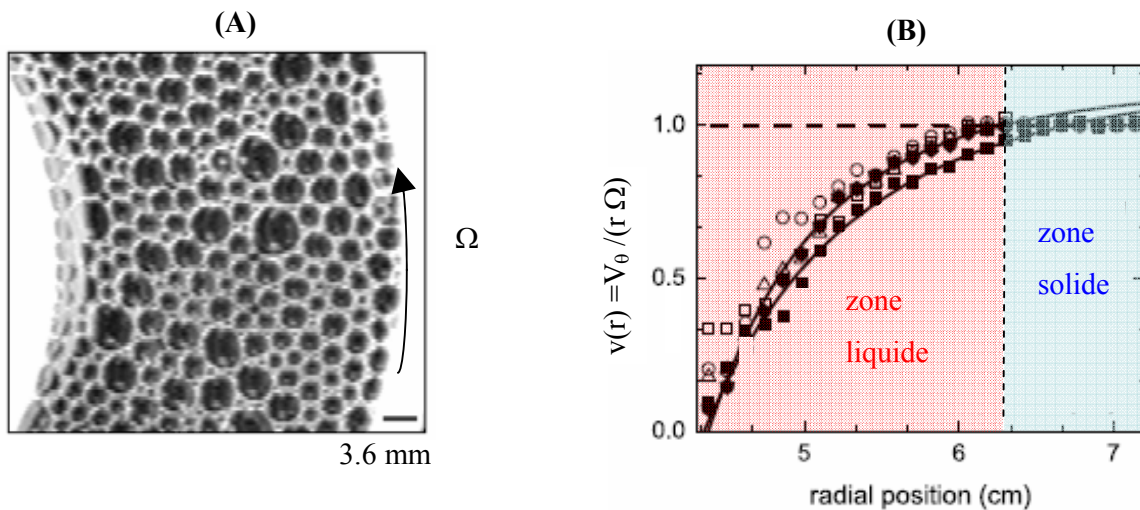 (A)
Ω
3.6 mm
(B)
v(r) = Vθ /(r Ω)
1.0
0.5
0.0
zone
liquide
zone
solide
5
6
7
radial position (cm)